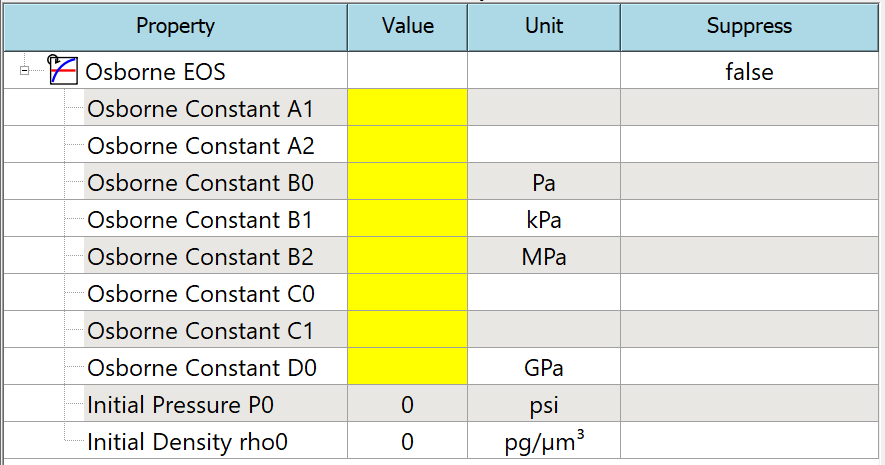 Property Value Unit Suppress
Osborne EOS false
Osborne Constant A1
Osborne Constant A2
Osborne Constant B0 Pa
Osborne Constant B1 kPa
Osborne Constant B2 MPa
Osborne Constant C0
Osborne Constant C1
Osborne Constant D0 GPa
Initial Pressure P0 0 psi
Initial Density rho0 0 pg/µm³